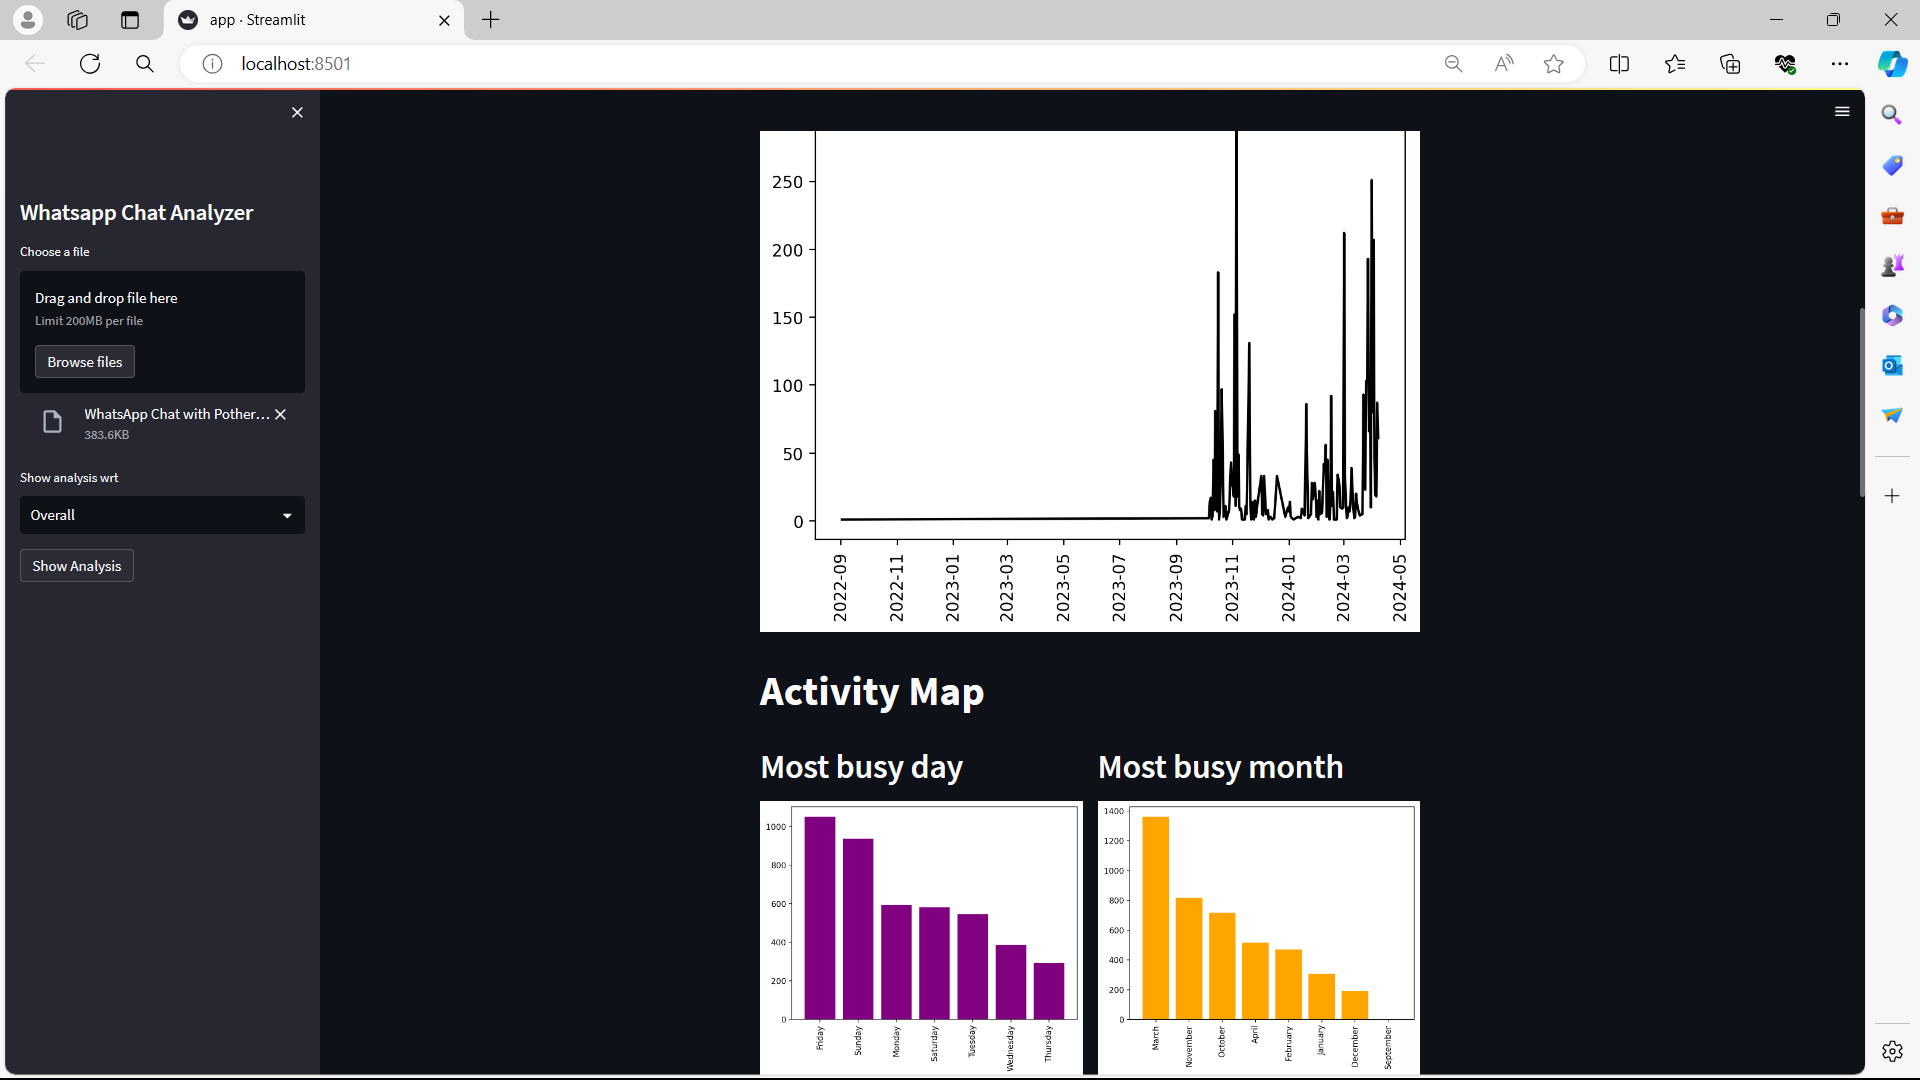 app · Streamlit
localhost:8501
Whatsapp Chat Analyzer
Choose a file
Drag and drop file here
Limit 200MB per file
Browse files
WhatsApp Chat with Pother...
383.6KB
Show analysis wrt
Overall
Show Analysis
250
200
150
100
50
0
2022-09
2022-11
2023-01
2023-03
2023-05
2023-07
2023-09
2023-11
2024-01
2024-03
2024-05
Activity Map
Most busy day
1000
800
600
400
200
0
Friday
Sunday
Monday
Saturday
Tuesday
Wednesday
Thursday
Most busy month
1400
1200
1000
800
600
400
200
0
March
November
October
April
February
January
December
September